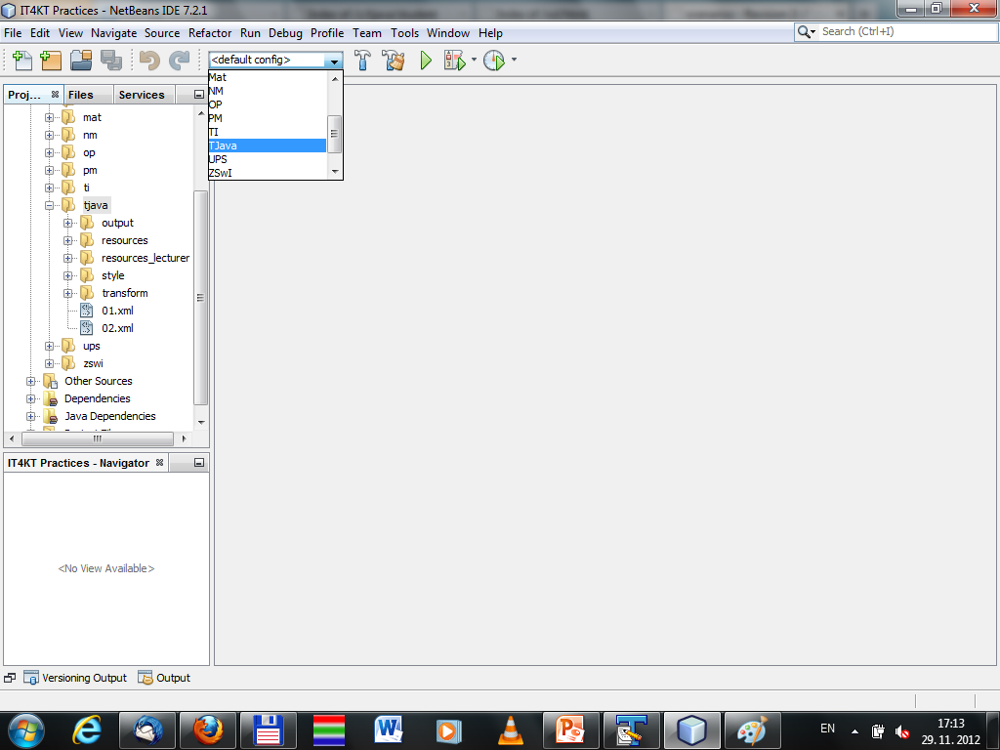 IT4KT Practices - NetBeans IDE 7.2.1
File Edit View Navigate Source Refactor Run Debug Profile Team Tools Window Help
Search (Ctrl+I)
<default config>
Mat
NM
OP
PM
TI
TJava
UPS
ZSwI
Proj... Files Services
mat
nm
op
pm
ti
tjava
output
resources
resources_lecturer
style
transform
01.xml
02.xml
ups
zswi
Other Sources
Dependencies
Java Dependencies
IT4KT Practices - Navigator
<No View Available>
Versioning Output Output
EN
17:13
29. 11. 2012